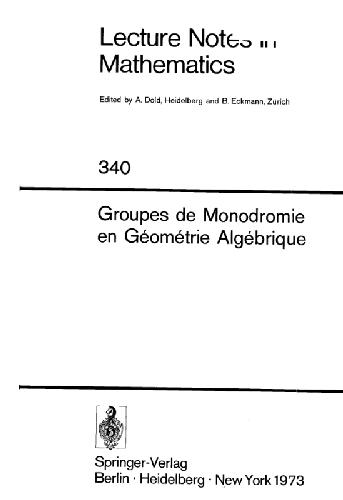 Lecture Notes in
Mathematics
Edited by A. Dold, Heidelberg and B. Eckmann, Zürich
340
Groupes de Monodromie
en Géométrie Algébrique
Springer-Verlag
Berlin · Heidelberg · New York 1973